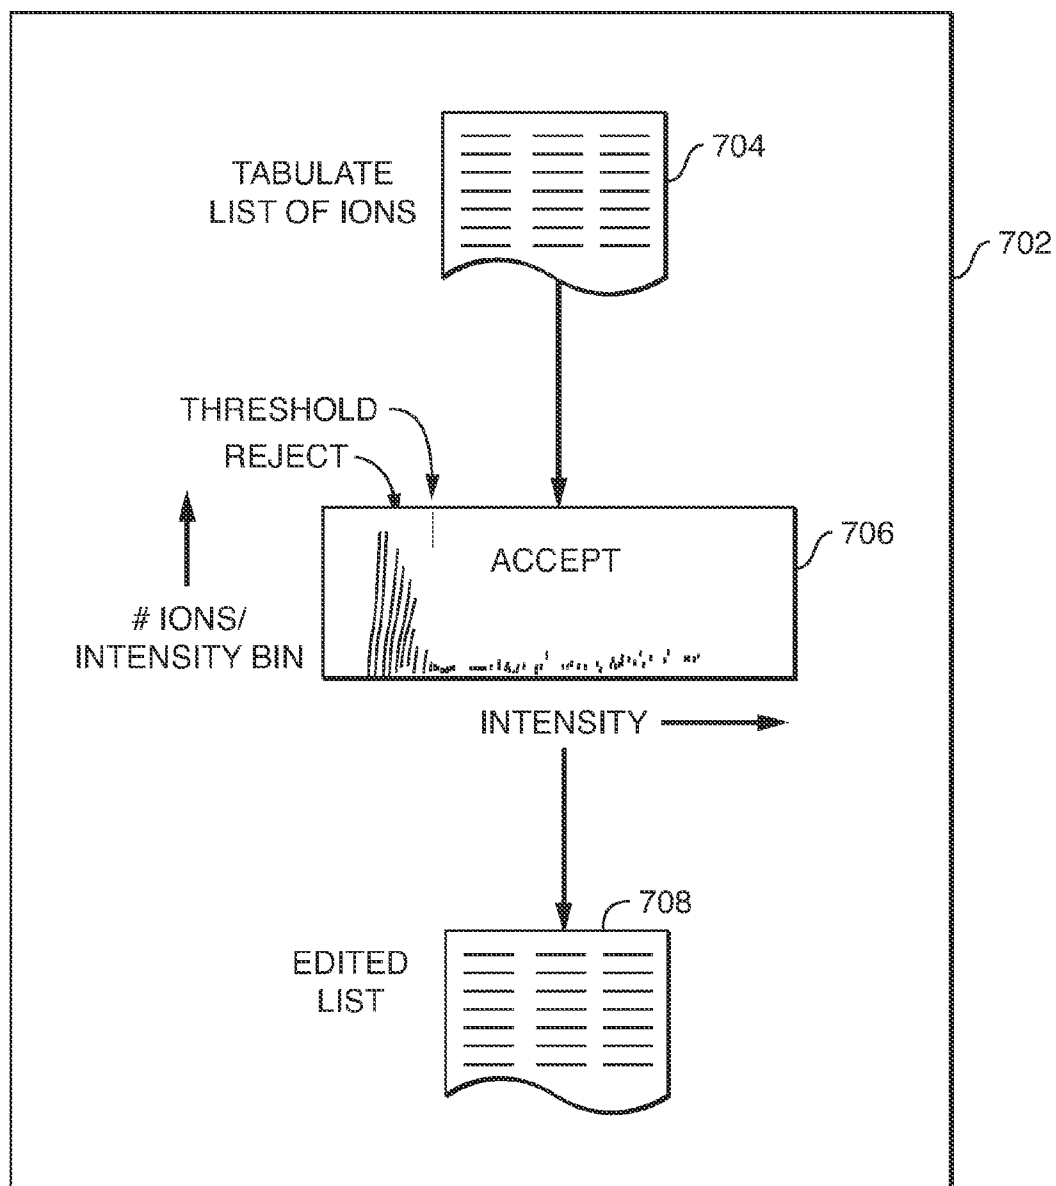 704
TABULATE
LIST OF IONS
702
THRESHOLD
REJECT
706
ACCEPT
# IONS/
INTENSITY BIN
INTENSITY
708
EDITED
LIST